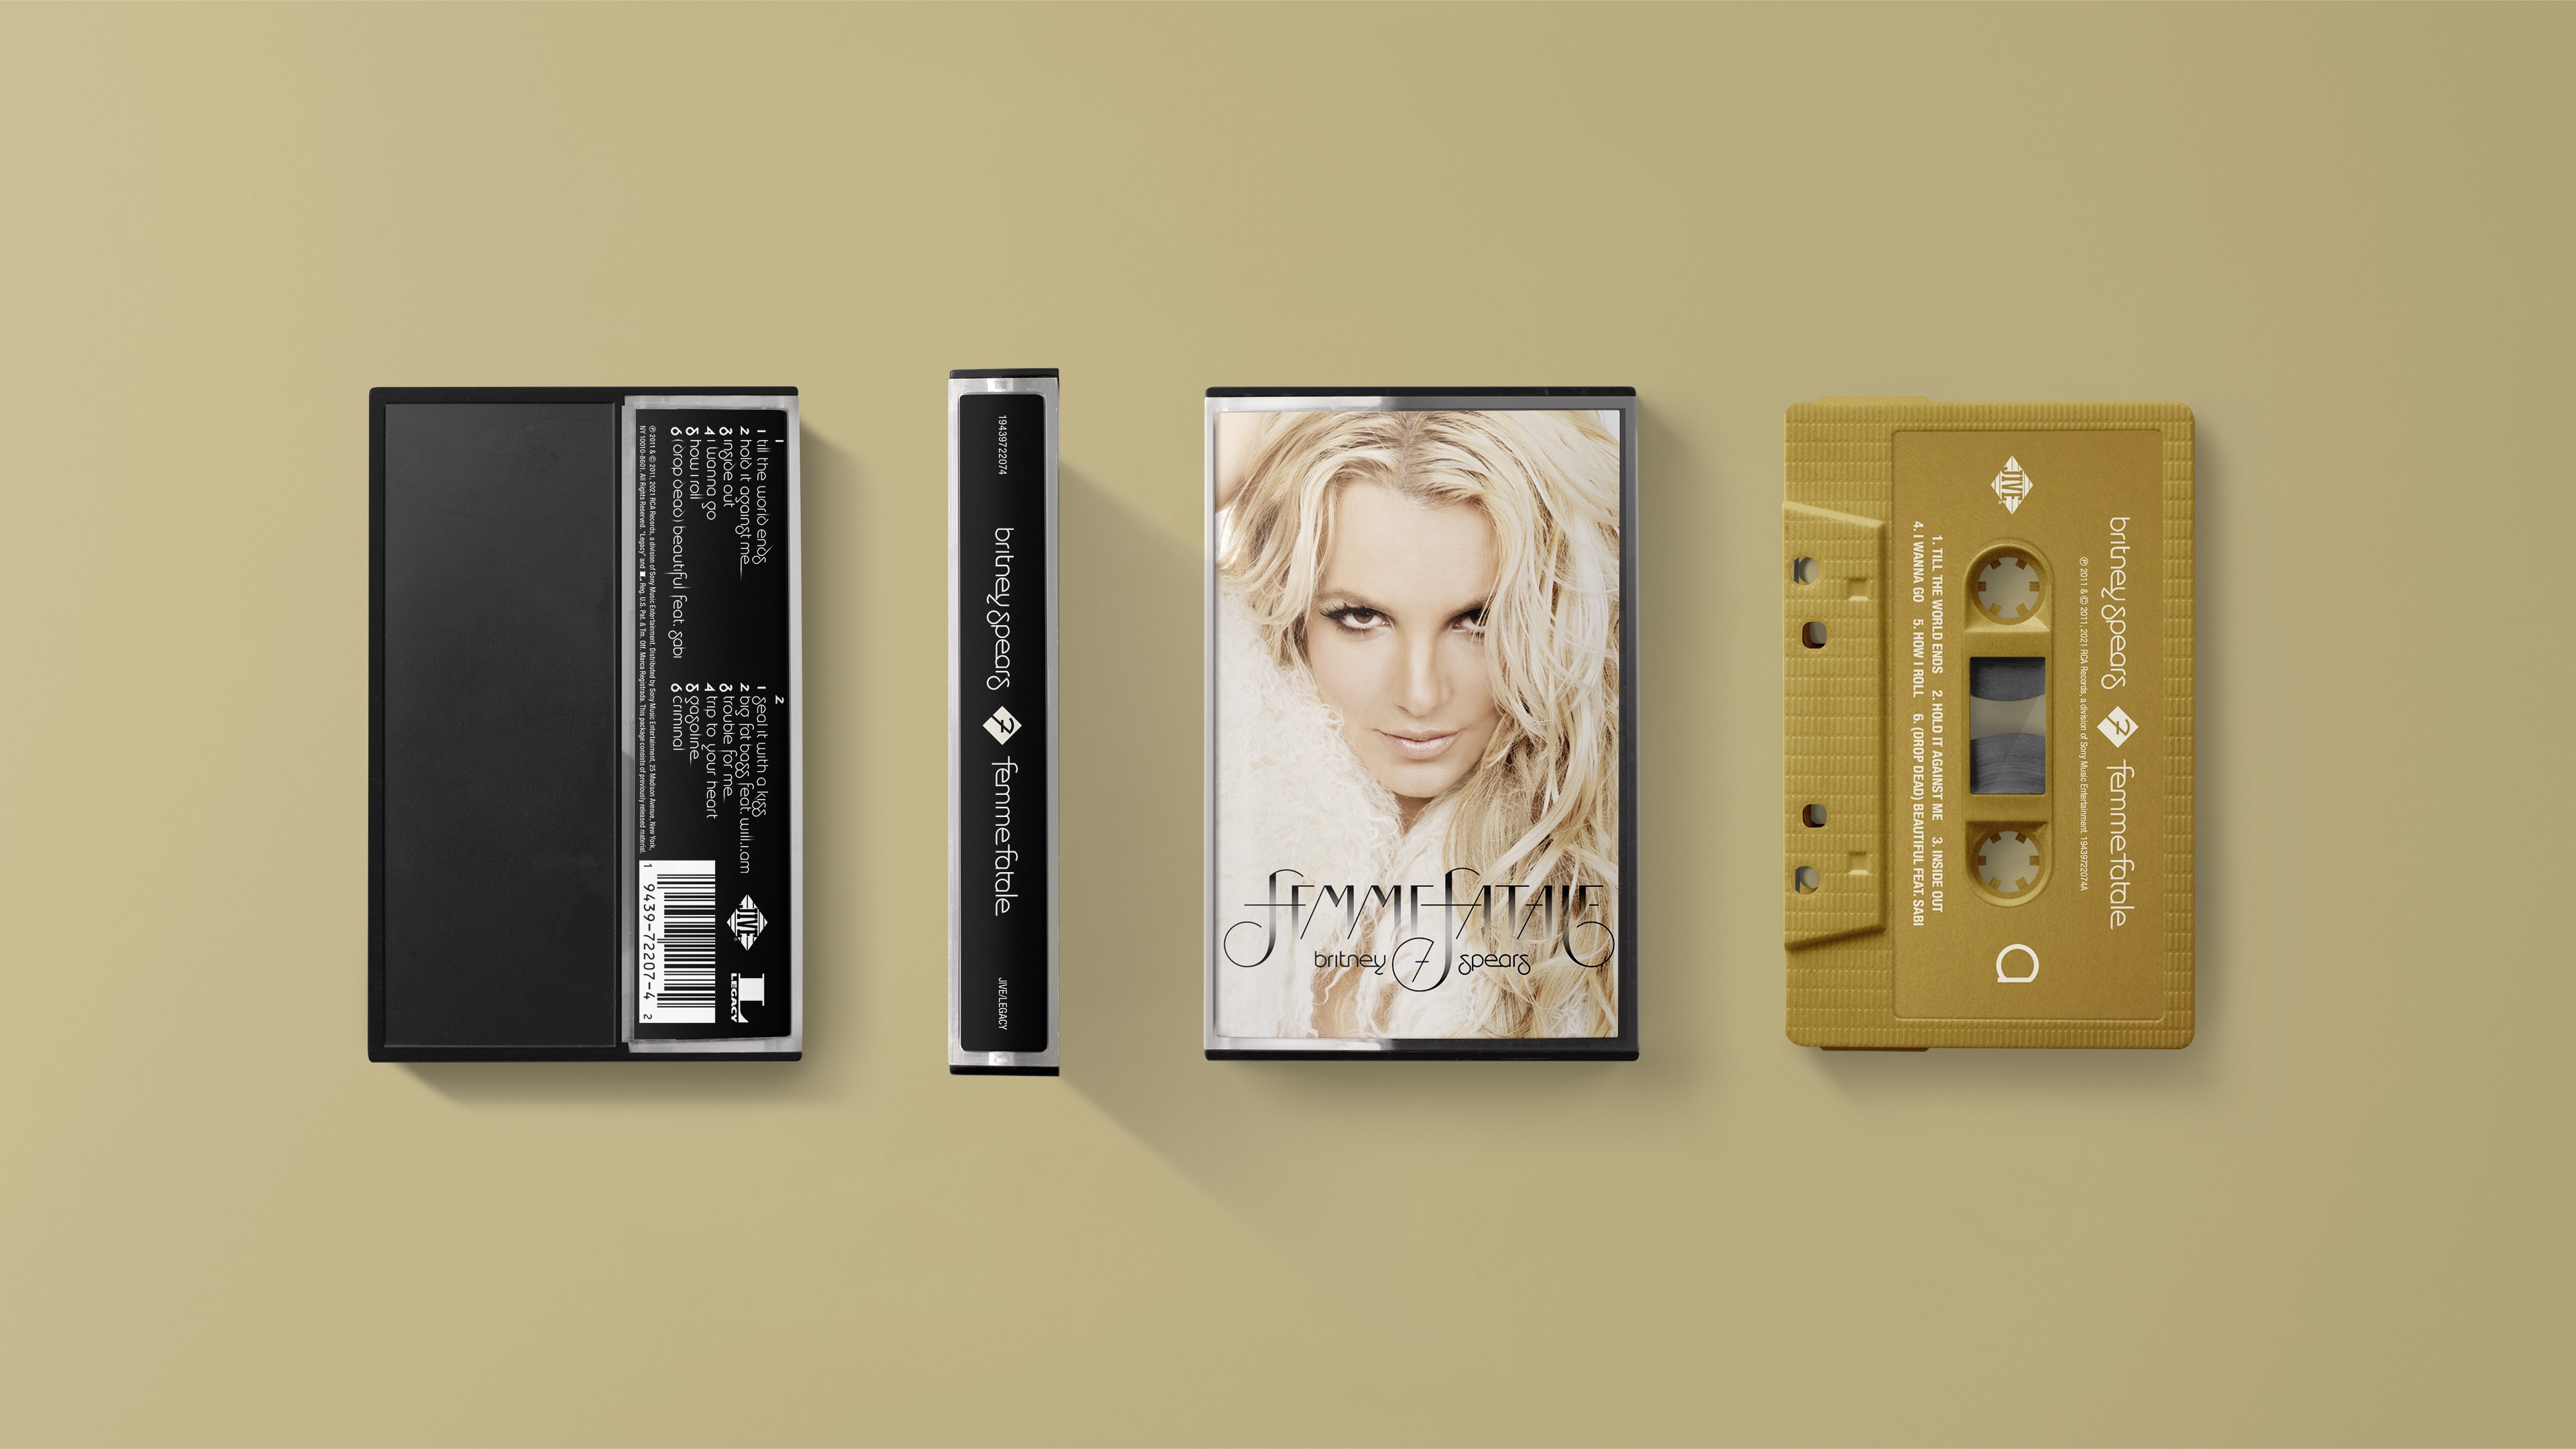 1
1 till the world ends
2 hold it against me
3 inside out
4 i wanna go
5 how i roll
6 (drop dead) beautiful feat. sabi
2
1 seal it with a kiss
2 big fat bass feat. will.i.am
3 trouble for me
4 trip to your heart
5 gasoline
6 criminal
℗ 2011 & © 2011, 2021 RCA Records, a division of Sony Music Entertainment. Distributed by Sony Music Entertainment, 25 Madison Avenue, New York,
NY 10010-8601. All Rights Reserved. "Legacy" and L, Reg. U.S. Pat. & Tm. Off. Marca Registrada. This package consists of previously released material.
JIVE
LEGACY
1 94397-72207-4 2
194397722074
britney spears 7 femme fatale
JIVE/LEGACY
FEMME FATALE
britney 7 spears
britney spears 7 femme fatale
℗ 2011 & © 2011, 2021 RCA Records, a division of Sony Music Entertainment. 194397722074A
JIVE
a
1. TILL THE WORLD ENDS 2. HOLD IT AGAINST ME 3. INSIDE OUT
4. I WANNA GO 5. HOW I ROLL 6. (DROP DEAD) BEAUTIFUL FEAT. SABI